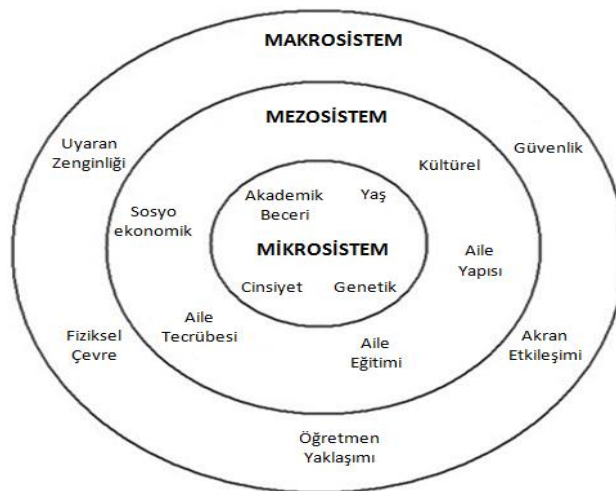 MAKROSİSTEM
MEZOSİSTEM
Uyaran
Zenginliği
Güvenlik
Kültürel
Akademik
Beceri
Yaş
Sosyo
ekonomik
MİKROSİSTEM
Aile
Yapısı
Cinsiyet
Genetik
Aile
Tecrübesi
Fiziksel
Çevre
Aile
Eğitimi
Akran
Etkileşimi
Öğretmen
Yaklaşımı